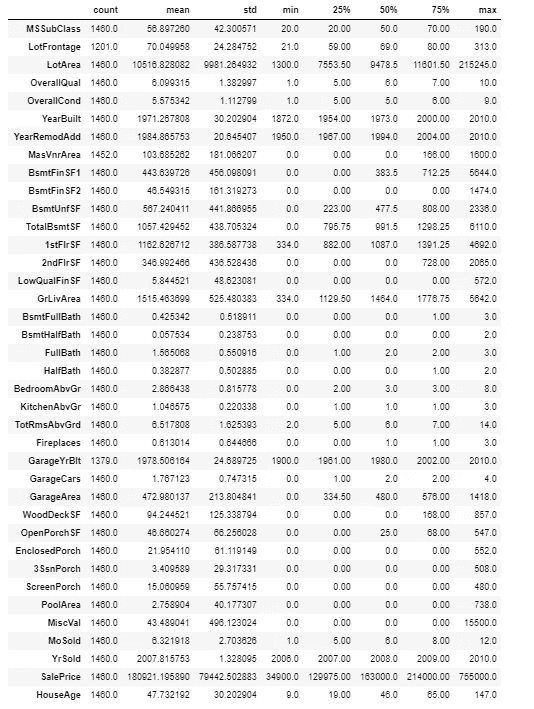 count mean std min 25% 50% 75% max
MSSubClass 1460.0 56.897260 42.300571 20.0 20.00 50.0 70.00 190.0
LotFrontage 1201.0 70.049958 24.284752 21.0 59.00 69.0 80.00 313.0
LotArea 1460.0 10516.828082 9981.264932 1300.0 7553.50 9478.5 11601.50 215245.0
OverallQual 1460.0 6.099315 1.382997 1.0 5.00 6.0 7.00 10.0
OverallCond 1460.0 5.575342 1.112799 1.0 5.00 5.0 6.00 9.0
YearBuilt 1460.0 1971.267808 30.202904 1872.0 1954.00 1973.0 2000.00 2010.0
YearRemodAdd 1460.0 1984.865753 20.645407 1950.0 1967.00 1994.0 2004.00 2010.0
MasVnrArea 1452.0 103.685262 181.066207 0.0 0.00 0.0 166.00 1600.0
BsmtFinSF1 1460.0 443.639726 456.098091 0.0 0.00 383.5 712.25 5644.0
BsmtFinSF2 1460.0 46.549315 161.319273 0.0 0.00 0.0 0.00 1474.0
BsmtUnfSF 1460.0 567.240411 441.866955 0.0 223.00 477.5 808.00 2336.0
TotalBsmtSF 1460.0 1057.429452 438.705324 0.0 795.75 991.5 1298.25 6110.0
1stFlrSF 1460.0 1162.626712 386.587738 334.0 882.00 1087.0 1391.25 4692.0
2ndFlrSF 1460.0 346.992466 436.528436 0.0 0.00 0.0 728.00 2065.0
LowQualFinSF 1460.0 5.844521 48.623081 0.0 0.00 0.0 0.00 572.0
GrLivArea 1460.0 1515.463699 525.480383 334.0 1129.50 1464.0 1776.75 5642.0
BsmtFullBath 1460.0 0.425342 0.518911 0.0 0.00 0.0 1.00 3.0
BsmtHalfBath 1460.0 0.057534 0.238753 0.0 0.00 0.0 0.00 2.0
FullBath 1460.0 1.565068 0.550916 0.0 1.00 2.0 2.00 3.0
HalfBath 1460.0 0.382877 0.502885 0.0 0.00 0.0 1.00 2.0
BedroomAbvGr 1460.0 2.866438 0.815778 0.0 2.00 3.0 3.00 8.0
KitchenAbvGr 1460.0 1.046575 0.220338 0.0 1.00 1.0 1.00 3.0
TotRmsAbvGrd 1460.0 6.517808 1.625393 2.0 5.00 6.0 7.00 14.0
Fireplaces 1460.0 0.613014 0.644666 0.0 0.00 1.0 1.00 3.0
GarageYrBlt 1379.0 1978.506164 24.689725 1900.0 1961.00 1980.0 2002.00 2010.0
GarageCars 1460.0 1.767123 0.747315 0.0 1.00 2.0 2.00 4.0
GarageArea 1460.0 472.980137 213.804841 0.0 334.50 480.0 576.00 1418.0
WoodDeckSF 1460.0 94.244521 125.338794 0.0 0.00 0.0 168.00 857.0
OpenPorchSF 1460.0 46.660274 66.256028 0.0 0.00 25.0 68.00 547.0
EnclosedPorch 1460.0 21.954110 61.119149 0.0 0.00 0.0 0.00 552.0
3SsnPorch 1460.0 3.409589 29.317331 0.0 0.00 0.0 0.00 508.0
ScreenPorch 1460.0 15.060959 55.757415 0.0 0.00 0.0 0.00 480.0
PoolArea 1460.0 2.758904 40.177307 0.0 0.00 0.0 0.00 738.0
MiscVal 1460.0 43.489041 496.123024 0.0 0.00 0.0 0.00 15500.0
MoSold 1460.0 6.321918 2.703626 1.0 5.00 6.0 8.00 12.0
YrSold 1460.0 2007.815753 1.328095 2006.0 2007.00 2008.0 2009.00 2010.0
SalePrice 1460.0 180921.195890 79442.502883 34900.0 129975.00 163000.0 214000.00 755000.0
HouseAge 1460.0 47.732192 30.202904 9.0 19.00 46.0 65.00 147.0